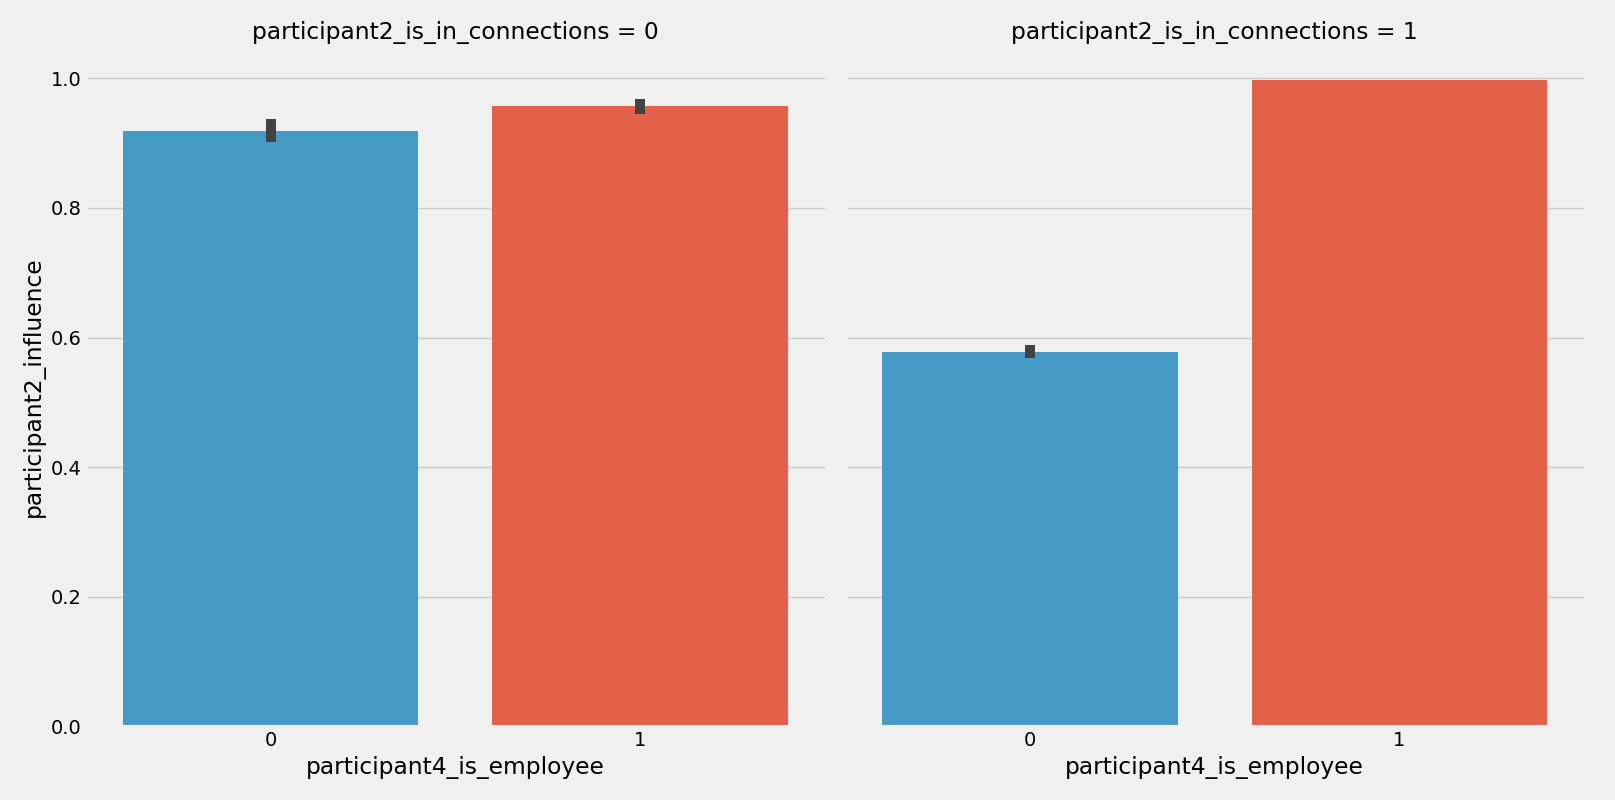 participant2_is_in_connections = 0
participant2_is_in_connections = 1
participant2_influence
1.0
0.8
0.6
0.4
0.2
0.0
0 1
0 1
participant4_is_employee
participant4_is_employee